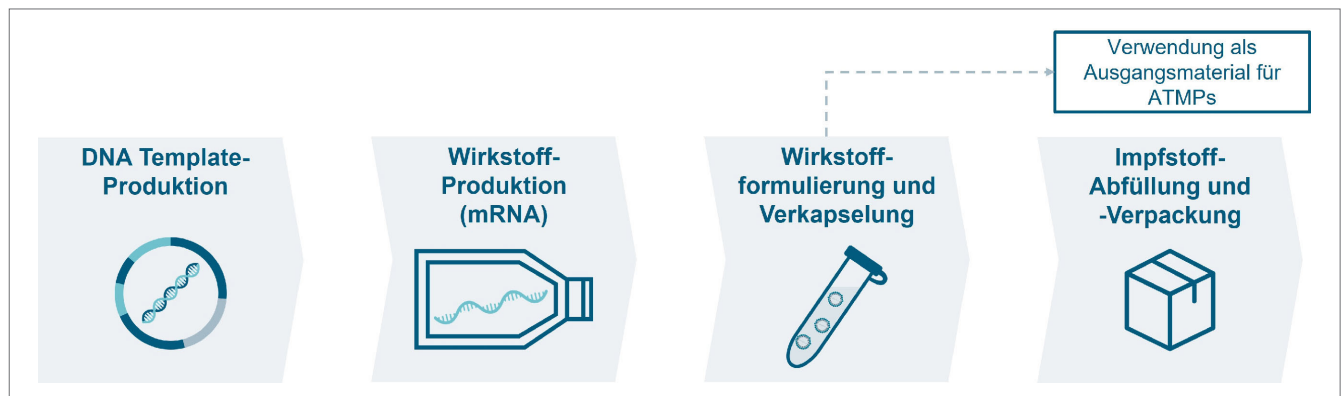 Verwendung als
Ausgangsmaterial für
ATMPs
DNA Template-
Produktion
Wirkstoff-
Produktion
(mRNA)
Wirkstoff-
formulierung und
Verkapselung
Impfstoff-
Abfüllung und
-Verpackung